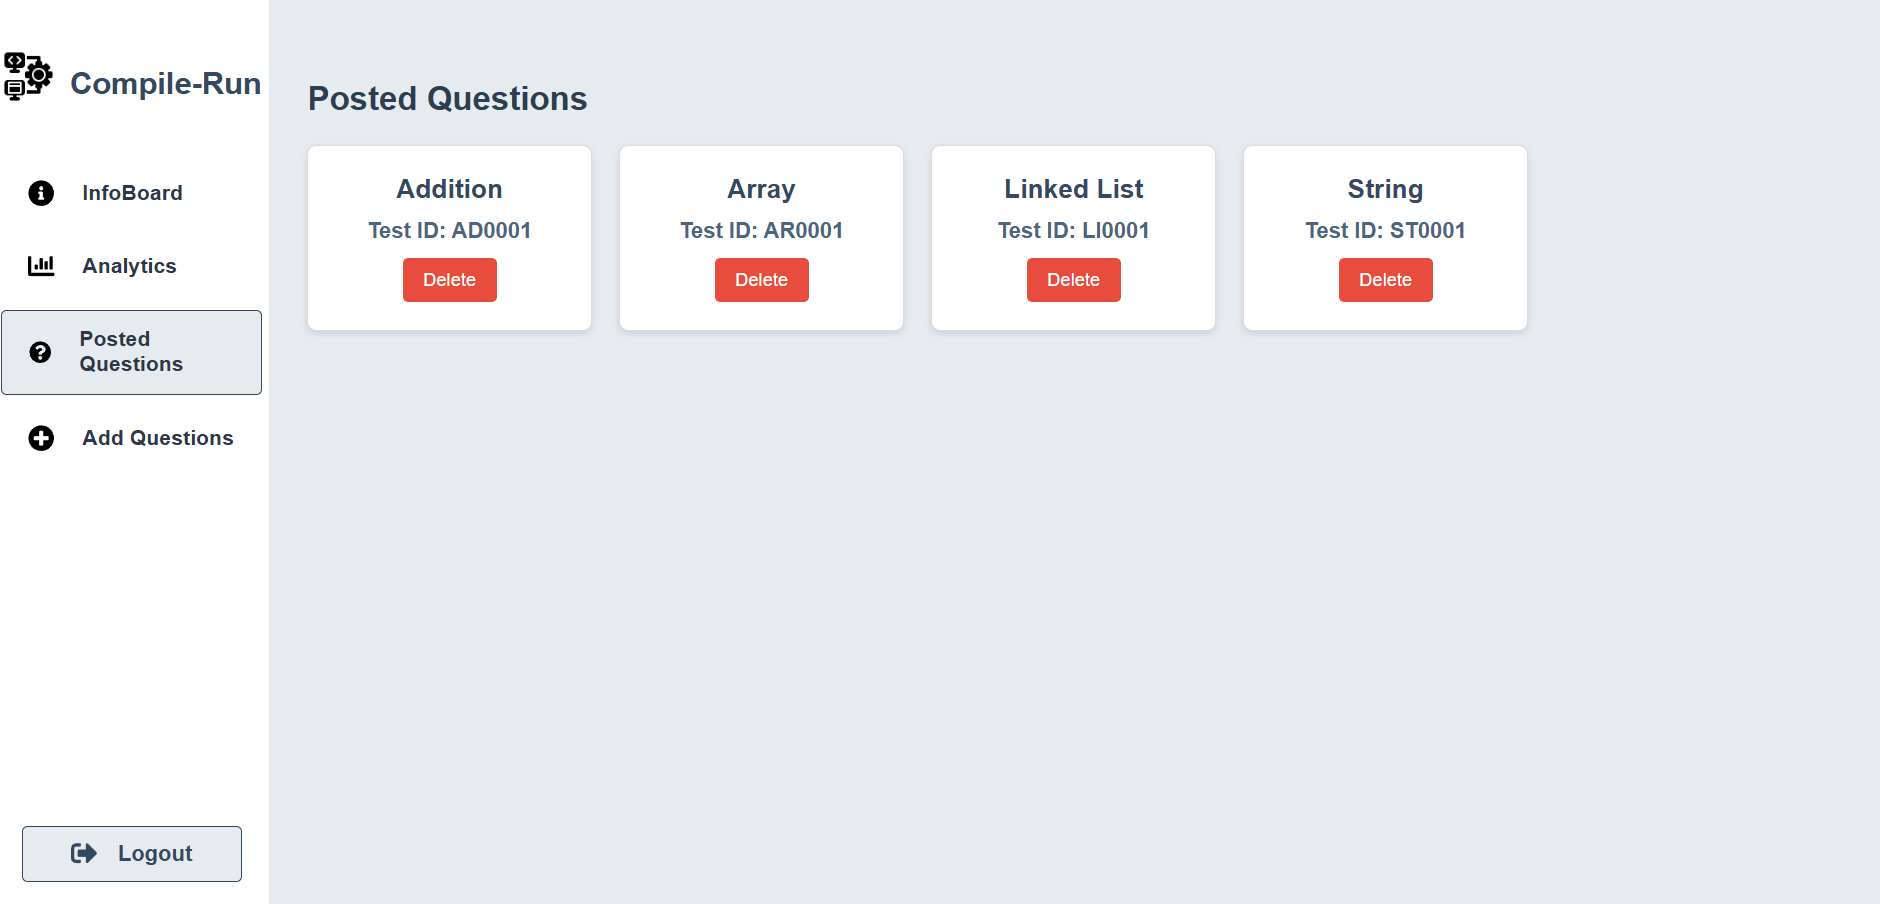 Compile-Run
InfoBoard
Analytics
Posted
Questions
Add Questions
Logout
Posted Questions
Addition
Test ID: AD0001
Delete
Array
Test ID: AR0001
Delete
Linked List
Test ID: LI0001
Delete
String
Test ID: ST0001
Delete